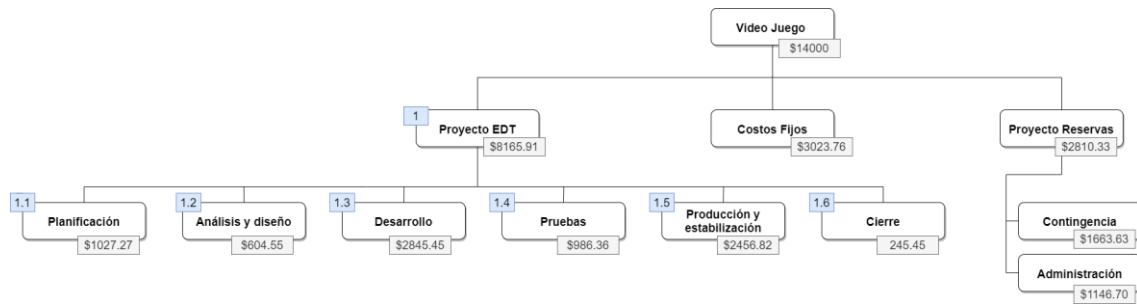 Video Juego
$14000
1
Proyecto EDT
$8165.91
Costos Fijos
$3023.76
Proyecto Reservas
$2810.33
1.1
Planificación
$1027.27
1.2
Análisis y diseño
$604.55
1.3
Desarrollo
$2845.45
1.4
Pruebas
$986.36
1.5
Producción y
estabilización
$2456.82
1.6
Cierre
245.45
Contingencia
$1663.63
Administración
$1146.70